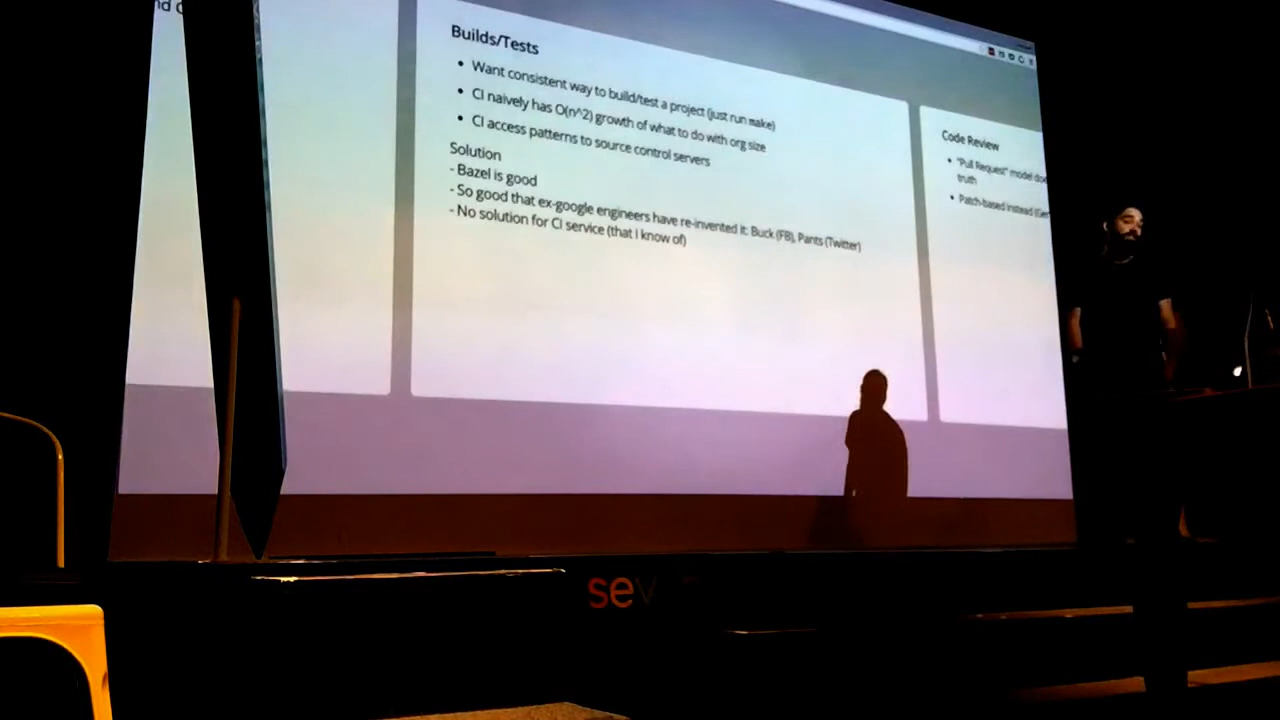 nd
Builds/Tests
• Want consistent way to build/test a project (just run make)
• CI naively has O(n^2) growth of what to do with org size
• CI access patterns to source control servers
Solution
- Bazel is good
- So good that ex-google engineers have re-invented it: Buck (FB), Pants (Twitter)
- No solution for CI service (that I know of)
Code Review
• "Pull Request" model
truth
• Patch-based instead
sev